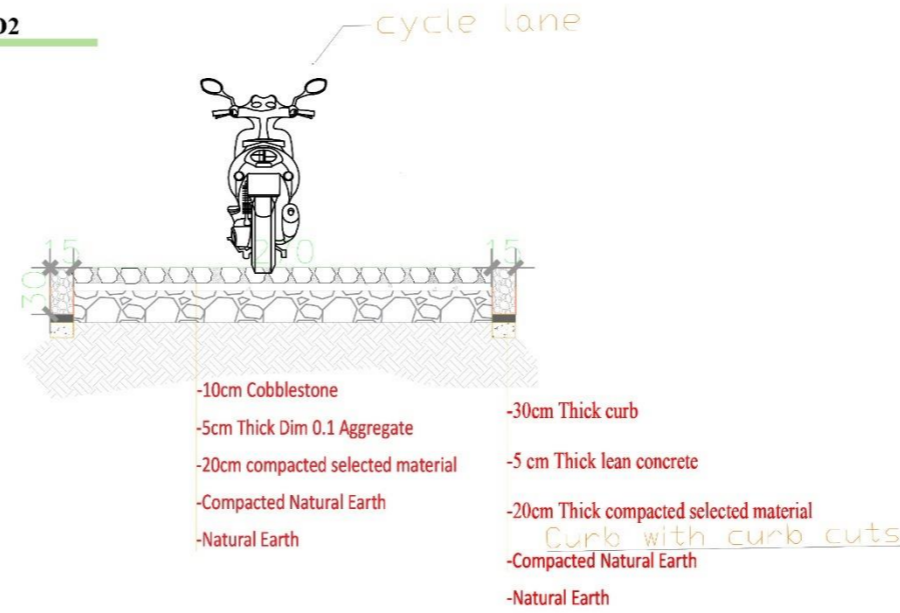 D2
cycle lane
15
270
15
30
-10cm Cobblestone
-5cm Thick Dim 0.1 Aggregate
-20cm compacted selected material
-Compacted Natural Earth
-Natural Earth
-30cm Thick curb
-5 cm Thick lean concrete
-20cm Thick compacted selected material
Curb with curb cuts
-Compacted Natural Earth
-Natural Earth